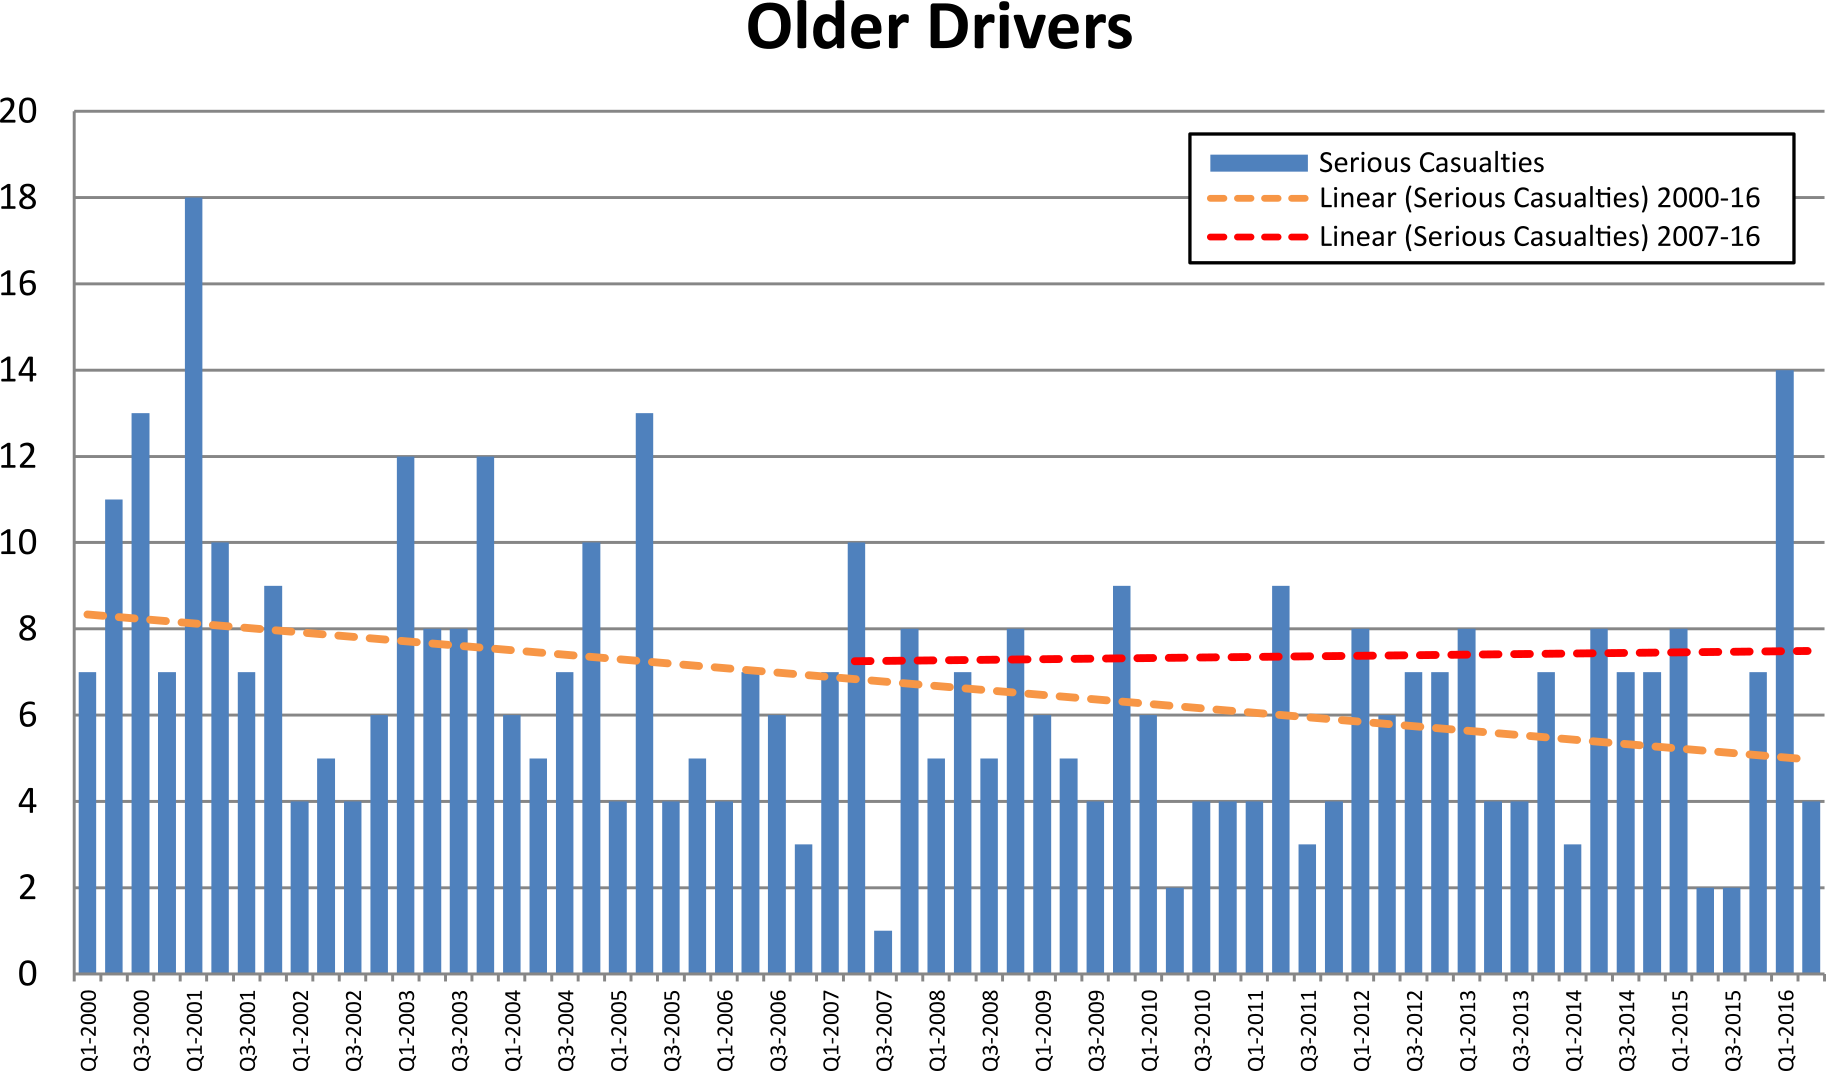 Older Drivers
20
18
16
14
12
10
8
6
4
2
0
Serious Casualties
Linear (Serious Casualties) 2000-16
Linear (Serious Casualties) 2007-16
Q1-2000
Q3-2000
Q1-2001
Q3-2001
Q1-2002
Q3-2002
Q1-2003
Q3-2003
Q1-2004
Q3-2004
Q1-2005
Q3-2005
Q1-2006
Q3-2006
Q1-2007
Q3-2007
Q1-2008
Q3-2008
Q1-2009
Q3-2009
Q1-2010
Q3-2010
Q1-2011
Q3-2011
Q1-2012
Q3-2012
Q1-2013
Q3-2013
Q1-2014
Q3-2014
Q1-2015
Q3-2015
Q1-2016